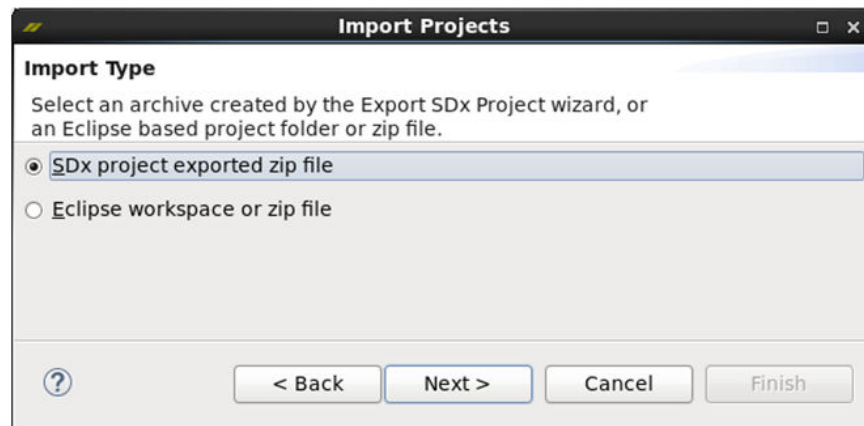 Import Projects
Import Type
Select an archive created by the Export SDx Project wizard, or
an Eclipse based project folder or zip file.
SDx project exported zip file
Eclipse workspace or zip file
?
< Back
Next >
Cancel
Finish